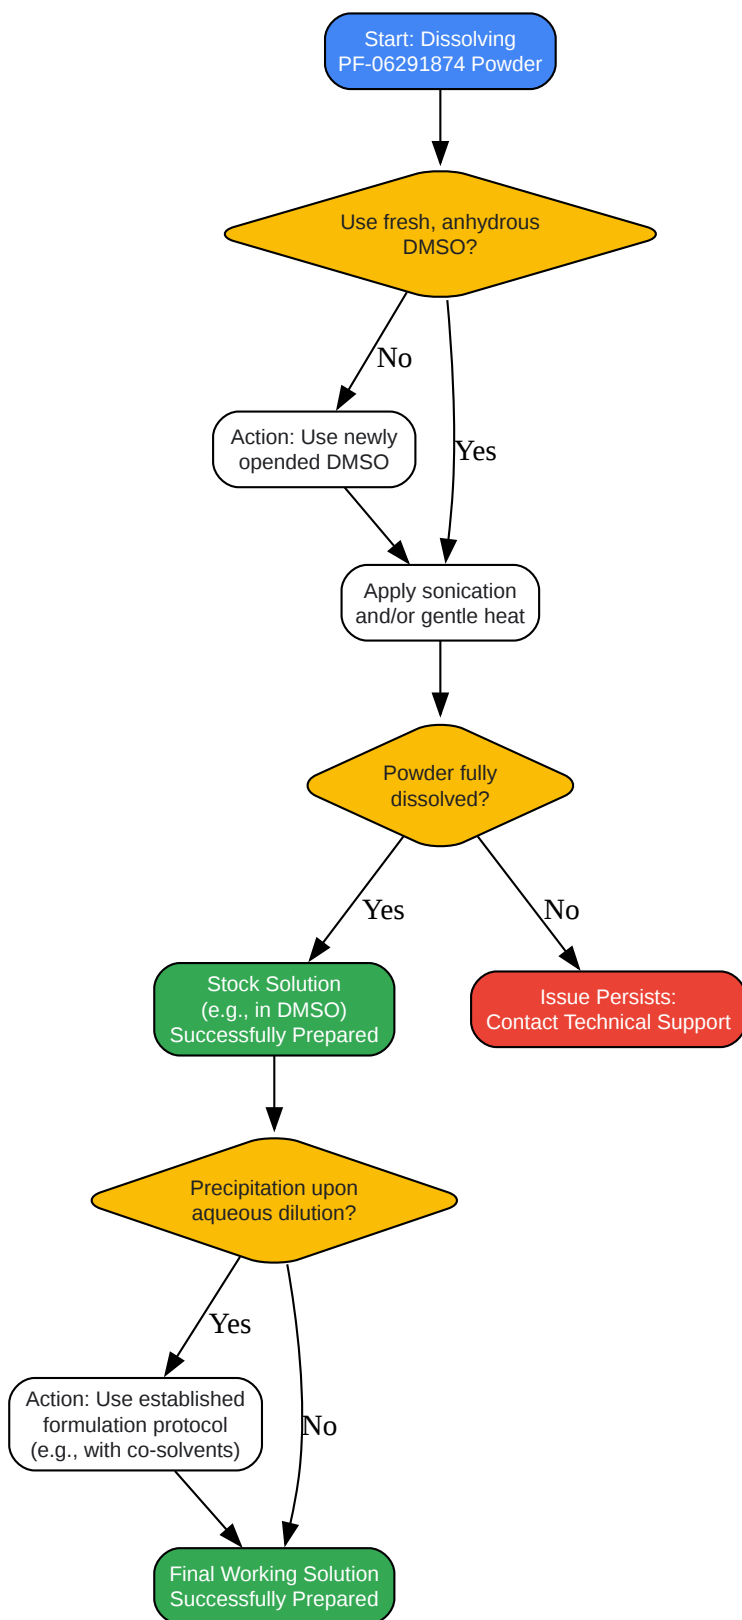 Start: Dissolving
PF-06291874 Powder
Use fresh, anhydrous
DMSO?
No
Yes
Action: Use newly
opended DMSO
Apply sonication
and/or gentle heat
Powder fully
dissolved?
Yes
No
Stock Solution
(e.g., in DMSO)
Successfully Prepared
Issue Persists:
Contact Technical Support
Precipitation upon
aqueous dilution?
Yes
No
Action: Use established
formulation protocol
(e.g., with co-solvents)
Final Working Solution
Successfully Prepared